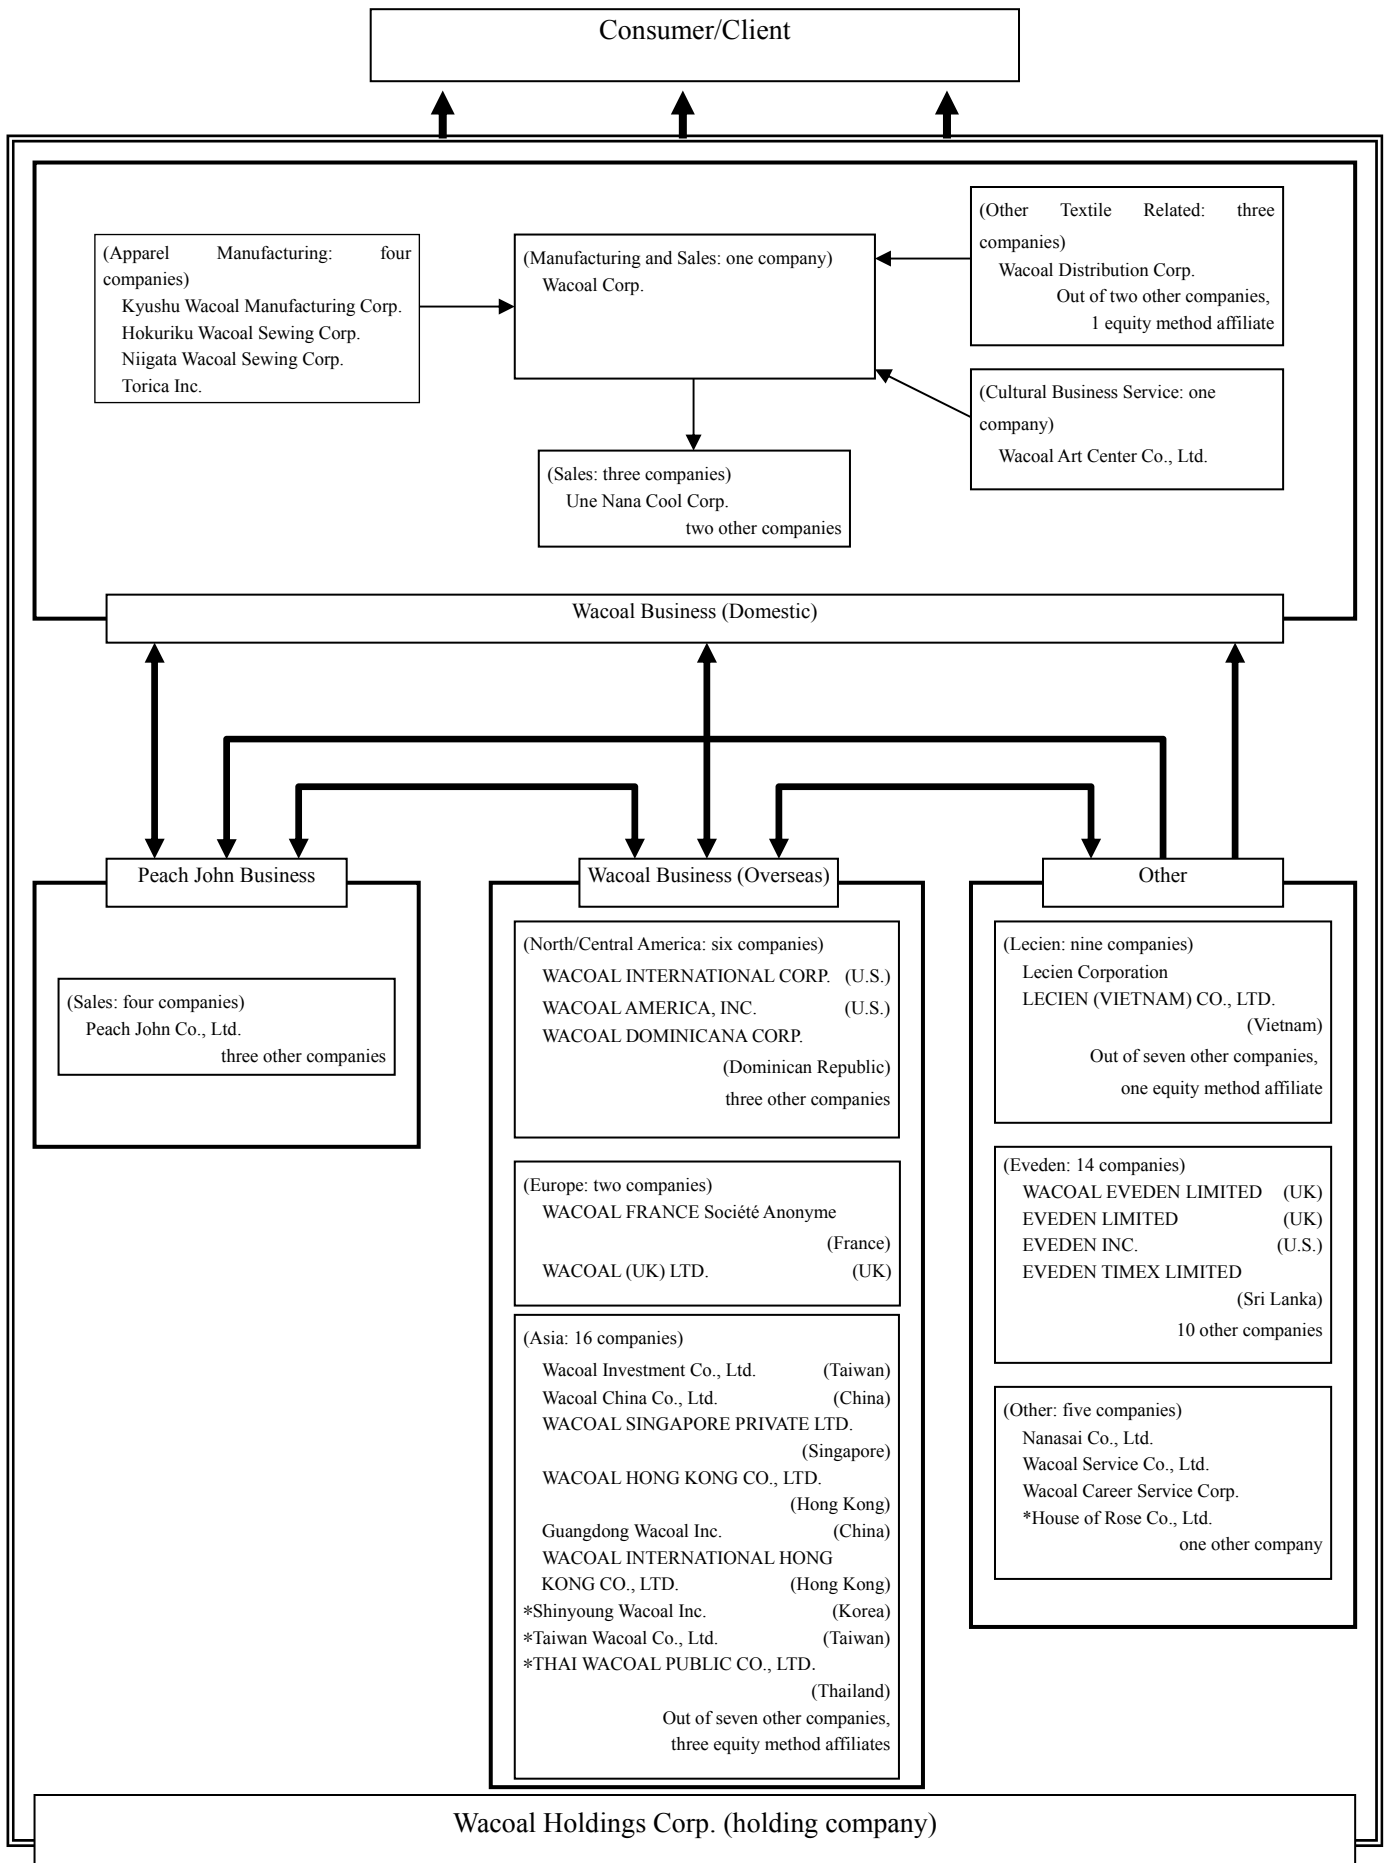 Consumer/Client
(Apparel Manufacturing: four
companies)
Kyushu Wacoal Manufacturing Corp.
Hokuriku Wacoal Sewing Corp.
Niigata Wacoal Sewing Corp.
Torica Inc.
(Manufacturing and Sales: one company)
Wacoal Corp.
(Other Textile Related: three
companies)
Wacoal Distribution Corp.
Out of two other companies,
1 equity method affiliate
(Cultural Business Service: one
company)
Wacoal Art Center Co., Ltd.
(Sales: three companies)
Une Nana Cool Corp.
two other companies
Wacoal Business (Domestic)
Peach John Business
(Sales: four companies)
Peach John Co., Ltd.
three other companies
Wacoal Business (Overseas)
(North/Central America: six companies)
WACOAL INTERNATIONAL CORP. (U.S.)
WACOAL AMERICA, INC. (U.S.)
WACOAL DOMINICANA CORP.
(Dominican Republic)
three other companies
(Europe: two companies)
WACOAL FRANCE Société Anonyme
(France)
WACOAL (UK) LTD. (UK)
(Asia: 16 companies)
Wacoal Investment Co., Ltd. (Taiwan)
Wacoal China Co., Ltd. (China)
WACOAL SINGAPORE PRIVATE LTD.
(Singapore)
WACOAL HONG KONG CO., LTD.
(Hong Kong)
Guangdong Wacoal Inc. (China)
WACOAL INTERNATIONAL HONG
KONG CO., LTD. (Hong Kong)
*Shinyoung Wacoal Inc. (Korea)
*Taiwan Wacoal Co., Ltd. (Taiwan)
*THAI WACOAL PUBLIC CO., LTD.
(Thailand)
Out of seven other companies,
three equity method affiliates
Other
(Lecien: nine companies)
Lecien Corporation
LECIEN (VIETNAM) CO., LTD.
(Vietnam)
Out of seven other companies,
one equity method affiliate
(Eveden: 14 companies)
WACOAL EVEDEN LIMITED (UK)
EVEDEN LIMITED (UK)
EVEDEN INC. (U.S.)
EVEDEN TIMEX LIMITED
(Sri Lanka)
10 other companies
(Other: five companies)
Nanasai Co., Ltd.
Wacoal Service Co., Ltd.
Wacoal Career Service Corp.
*House of Rose Co., Ltd.
one other company
Wacoal Holdings Corp. (holding company)